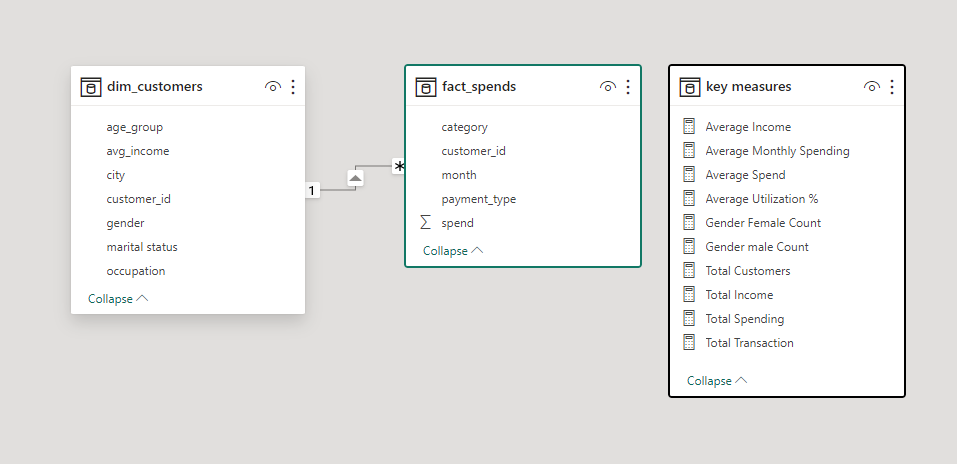 dim_customers
age_group
avg_income
city
customer_id
gender
marital status
occupation
Collapse
1
*
fact_spends
category
customer_id
month
payment_type
Σ spend
Collapse
key measures
Average Income
Average Monthly Spending
Average Spend
Average Utilization %
Gender Female Count
Gender male Count
Total Customers
Total Income
Total Spending
Total Transaction
Collapse